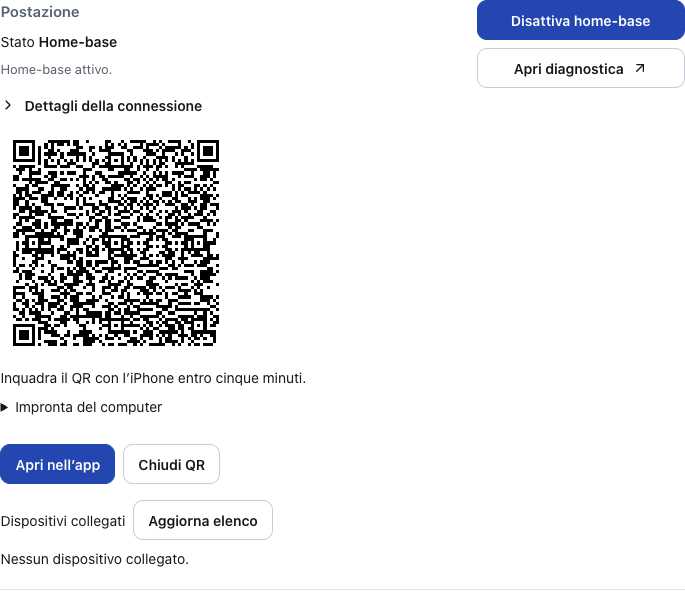 Postazione
Disattiva home-base
Stato Home-base
Home-base attivo.
Apri diagnostica
Dettagli della connessione
Inquadra il QR con l'iPhone entro cinque minuti.
Impronta del computer
Apri nell'app
Chiudi QR
Dispositivi collegati
Aggiorna elenco
Nessun dispositivo collegato.